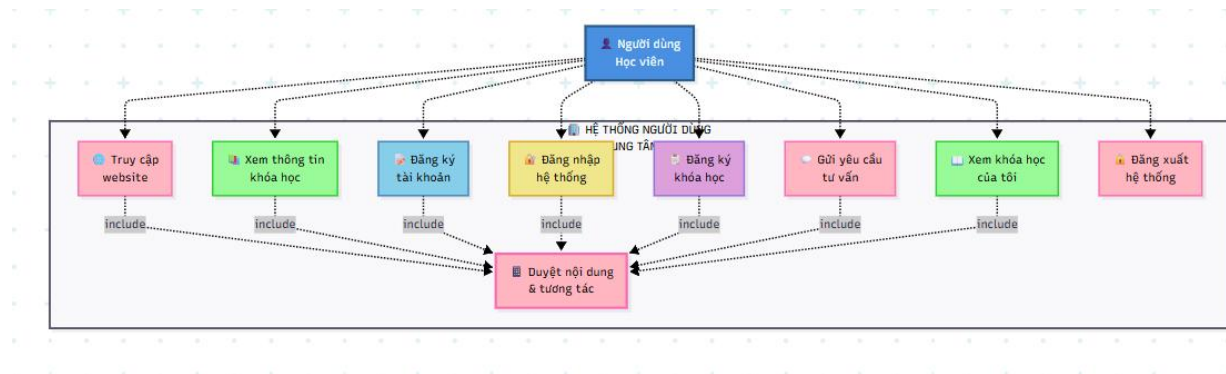 Người dùng
Học viên
HỆ THỐNG NGƯỜI DÙNG
Truy cập
website
Xem thông tin
khóa học
Đăng ký
tài khoản
Đăng nhập
hệ thống
Đăng ký
khóa học
Gửi yêu cầu
tư vấn
Xem khóa học
của tôi
Đăng xuất
hệ thống
include
include
include
include
include
include
include
Duyệt nội dung
& tương tác